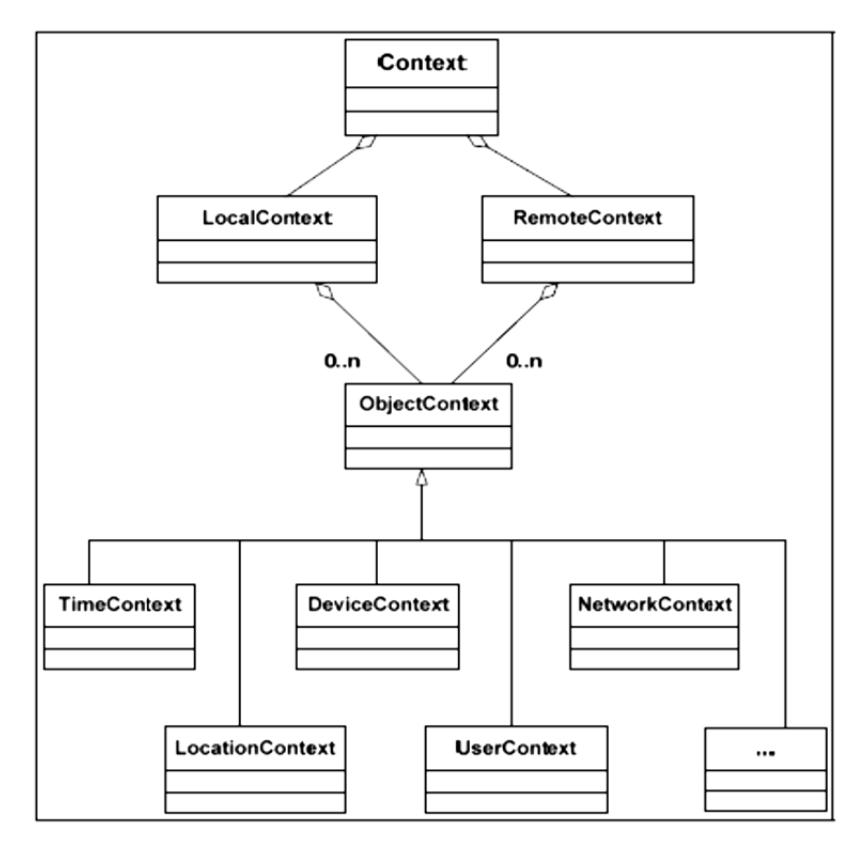 Context
LocalContext
RemoteContext
0..n
0..n
ObjectContext
TimeContext
DeviceContext
NetworkContext
LocationContext
UserContext
...